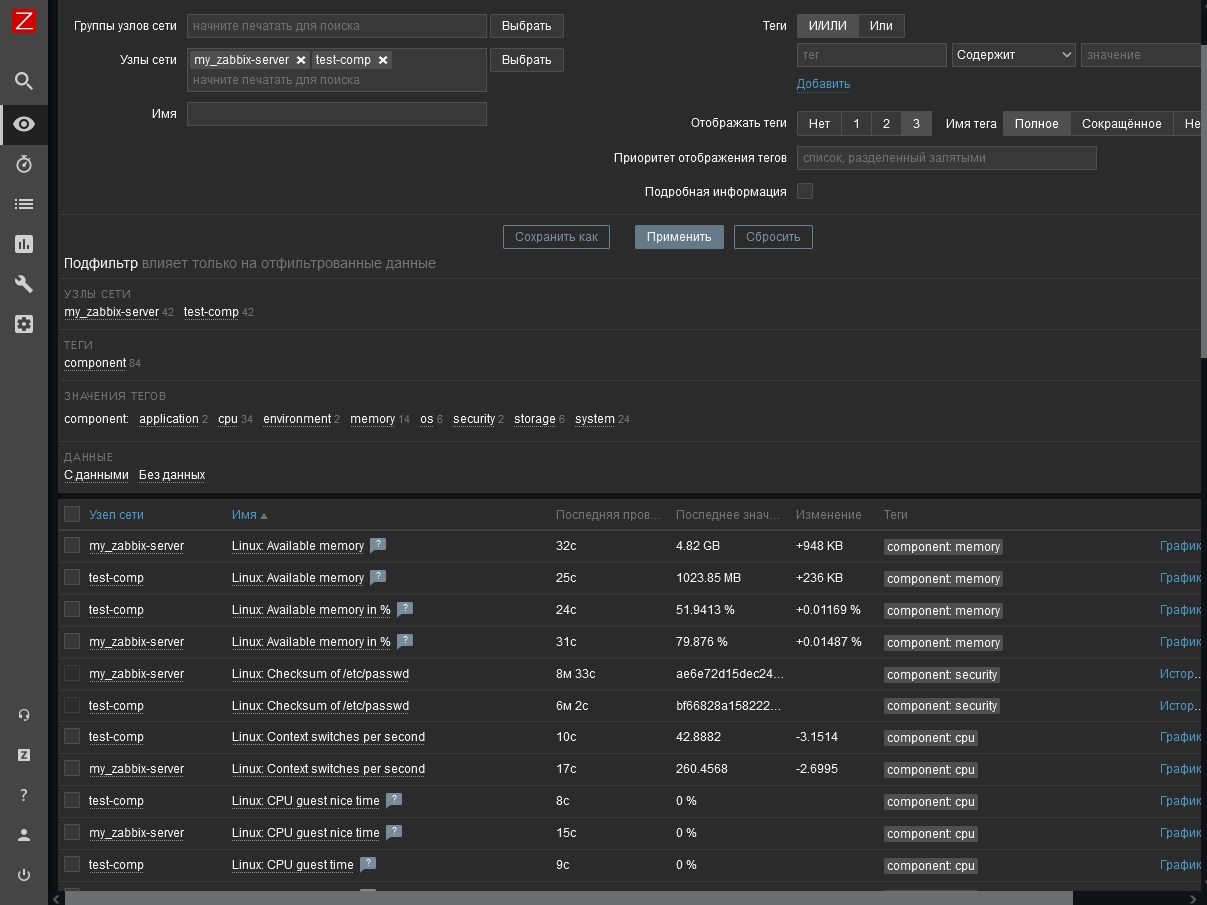 Z
Группы узлов сети начните печатать для поиска Выбрать Теги И/ИЛИ Или
тег Содержит значение
Узлы сети my_zabbix-server test-comp Выбрать
начните печатать для поиска
Добавить
Имя
Отображать теги Нет 1 2 3 Имя тега Полное Сокращённое Не
Приоритет отображения тегов список, разделенный запятыми
Подробная информация
Сохранить как Применить Сбросить
Подфильтр влияет только на отфильтрованные данные
УЗЛЫ СЕТИ
my_zabbix-server 42 test-comp 42
ТЕГИ
component 84
ЗНАЧЕНИЯ ТЕГОВ
component: application 2 cpu 34 environment 2 memory 14 os 6 security 2 storage 6 system 24
ДАННЫЕ
С данными Без данных
Узел сети Имя Последняя пров... Последнее знач... Изменение Теги
my_zabbix-server Linux: Available memory ? 32с 4.82 GB +948 KB component: memory График
test-comp Linux: Available memory ? 25с 1023.85 MB +236 KB component: memory График
test-comp Linux: Available memory in % ? 24с 51.9413 % +0.01169 % component: memory График
my_zabbix-server Linux: Available memory in % ? 31с 79.876 % +0.01487 % component: memory График
my_zabbix-server Linux: Checksum of /etc/passwd 8м 33с ae6e72d15dec24... component: security Истор...
test-comp Linux: Checksum of /etc/passwd 6м 2с bf66828a158222... component: security Истор...
test-comp Linux: Context switches per second 10с 42.8882 -3.1514 component: cpu График
my_zabbix-server Linux: Context switches per second 17с 260.4568 -2.6995 component: cpu График
Z
test-comp Linux: CPU guest nice time ? 8с 0 % component: cpu График
?
my_zabbix-server Linux: CPU guest nice time ? 15с 0 % component: cpu График
test-comp Linux: CPU guest time ? 9с 0 % component: cpu График